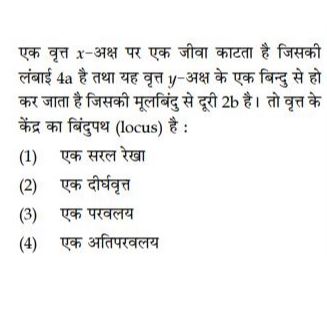 एक वृत्त x-अक्ष पर एक जीवा काटता है जिसकी
लंबाई 4a है तथा यह वृत्त y-अक्ष के एक बिन्दु से हो
कर जाता है जिसकी मूलबिंदु से दूरी 2b है। तो वृत्त के
केंद्र का बिंदुपथ (locus) है :
(1) एक सरल रेखा
(2) एक दीर्घवृत्त
(3) एक परवलय
(4) एक अतिपरवलय